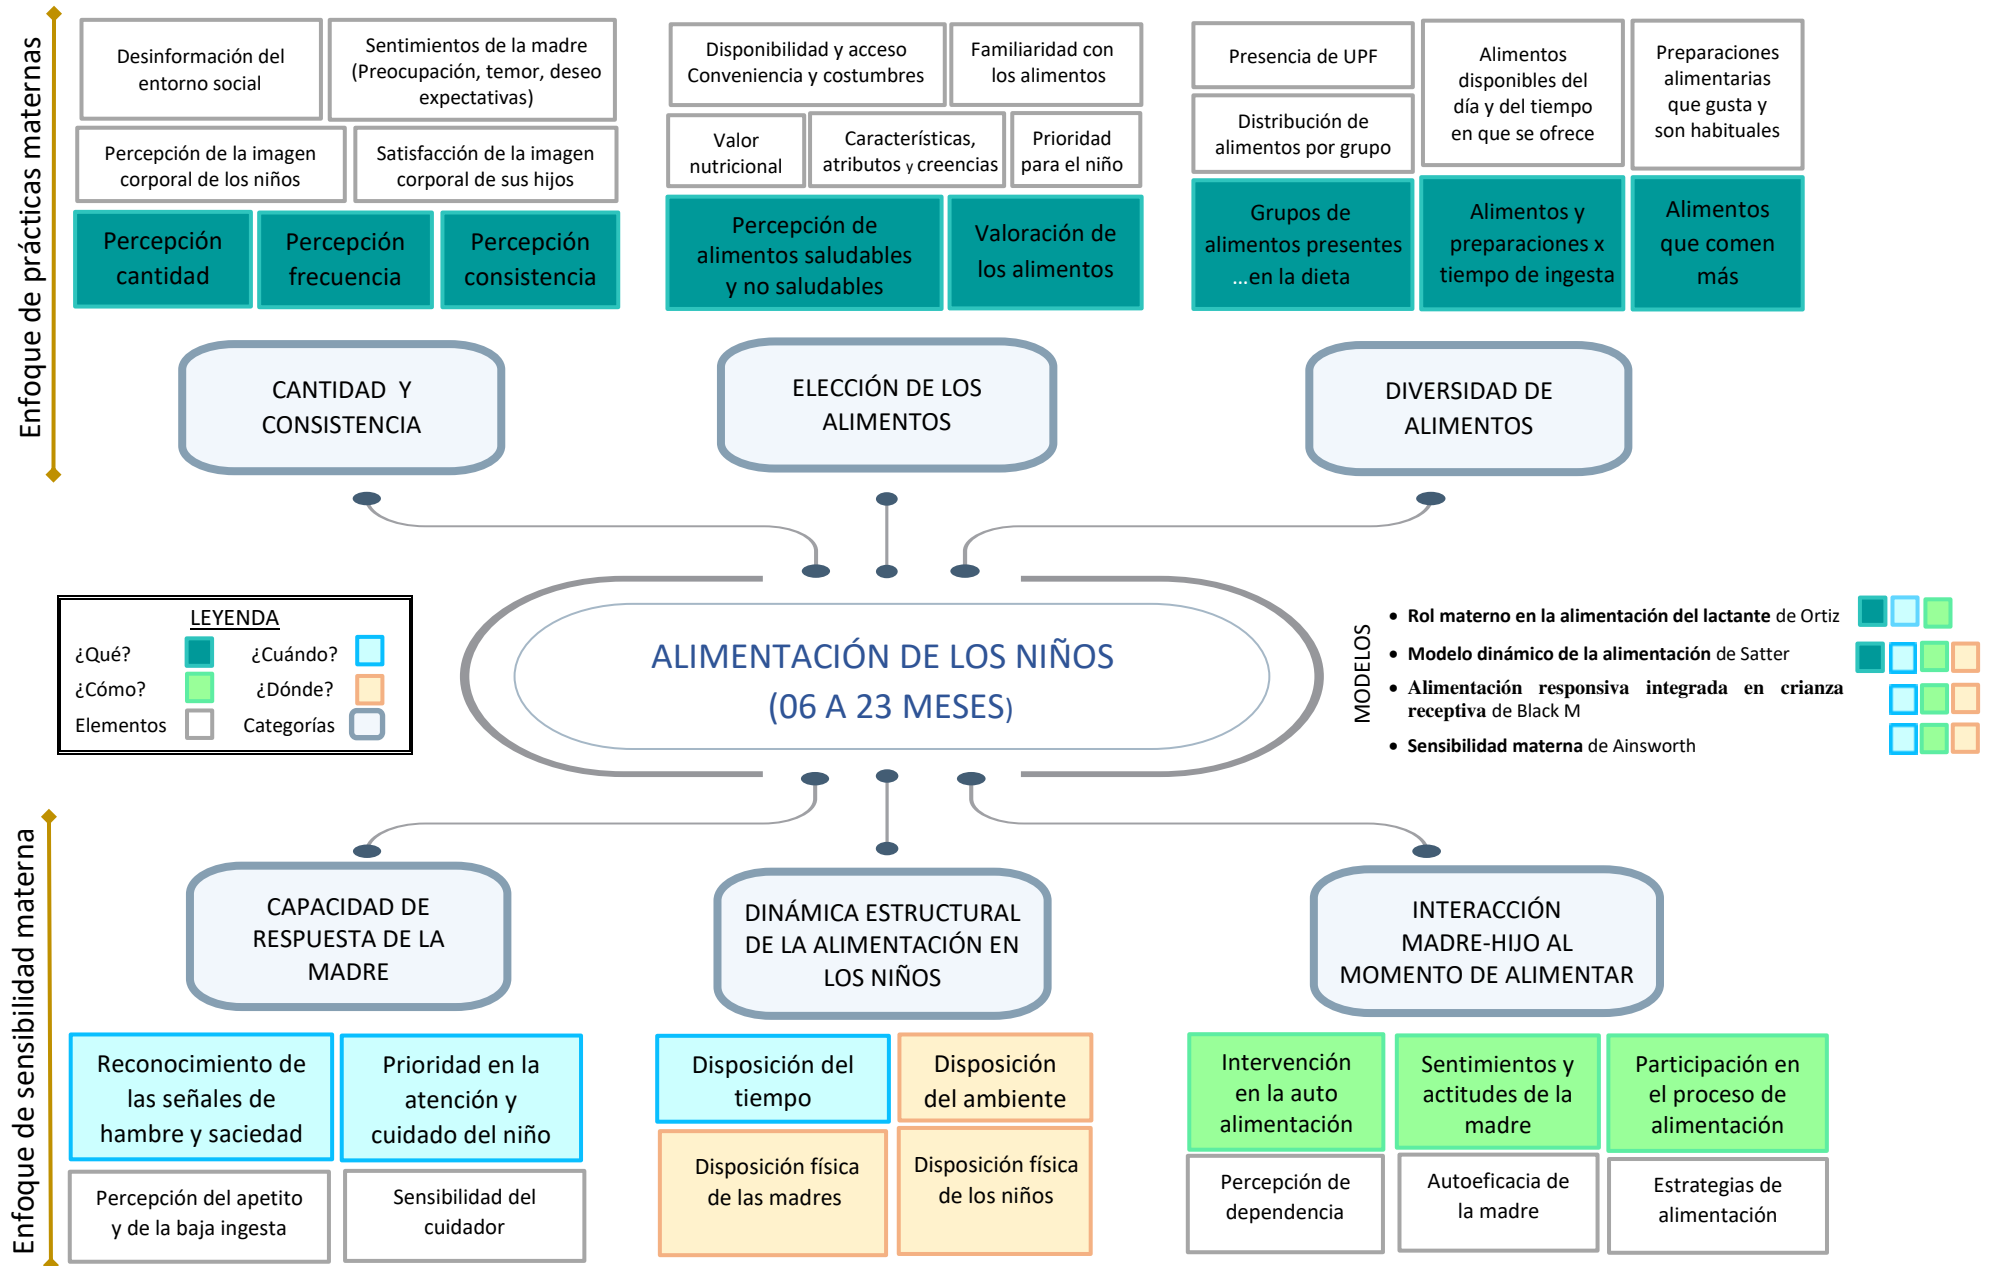 Enfoque de prácticas maternas
Desinformación del
entorno social
Sentimientos de la madre
(Preocupación, temor, deseo
expectativas)
Percepción de la imagen
corporal de los niños
Satisfacción de la imagen
corporal de sus hijos
Percepción
cantidad
Percepción
frecuencia
Percepción
consistencia
CANTIDAD Y
CONSISTENCIA
Disponibilidad y acceso
Conveniencia y costumbres
Familiaridad con
los alimentos
Valor
nutricional
Características,
atributos y creencias
Prioridad
para el niño
Percepción de
alimentos saludables
y no saludables
Valoración de
los alimentos
ELECCIÓN DE LOS
ALIMENTOS
Presencia de UPF
Distribución de
alimentos por grupo
Alimentos
disponibles del
día y del tiempo
en que se ofrece
Preparaciones
alimentarias
que gusta y
son habituales
Grupos de
alimentos presentes
...en la dieta
Alimentos y
preparaciones x
tiempo de ingesta
Alimentos
que comen
más
DIVERSIDAD DE
ALIMENTOS
LEYENDA
¿Qué? ¿Cuándo?
¿Cómo? ¿Dónde?
Elementos Categorías
ALIMENTACIÓN DE LOS NIÑOS
(06 A 23 MESES)
MODELOS
• Rol materno en la alimentación del lactante de Ortiz
• Modelo dinámico de la alimentación de Satter
• Alimentación responsiva integrada en crianza
receptiva de Black M
• Sensibilidad materna de Ainsworth
Enfoque de sensibilidad materna
CAPACIDAD DE
RESPUESTA DE LA
MADRE
DINÁMICA ESTRUCTURAL
DE LA ALIMENTACIÓN EN
LOS NIÑOS
INTERACCIÓN
MADRE-HIJO AL
MOMENTO DE ALIMENTAR
Reconocimiento de
las señales de
hambre y saciedad
Prioridad en la
atención y
cuidado del niño
Percepción del apetito
y de la baja ingesta
Sensibilidad del
cuidador
Disposición del
tiempo
Disposición
del ambiente
Disposición física
de las madres
Disposición física
de los niños
Intervención
en la auto
alimentación
Sentimientos y
actitudes de la
madre
Participación en
el proceso de
alimentación
Percepción de
dependencia
Autoeficacia de
la madre
Estrategias de
alimentación